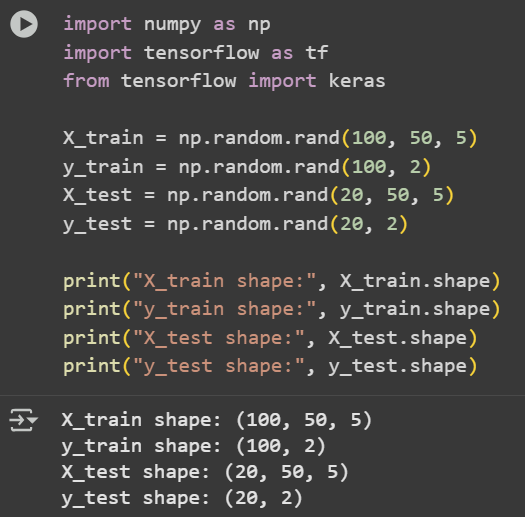 import numpy as np
import tensorflow as tf
from tensorflow import keras
X_train = np.random.rand(100, 50, 5)
y_train = np.random.rand(100, 2)
X_test = np.random.rand(20, 50, 5)
y_test = np.random.rand(20, 2)
print("X_train shape:", X_train.shape)
print("y_train shape:", y_train.shape)
print("X_test shape:", X_test.shape)
print("y_test shape:", y_test.shape)
X_train shape: (100, 50, 5)
y_train shape: (100, 2)
X_test shape: (20, 50, 5)
y_test shape: (20, 2)